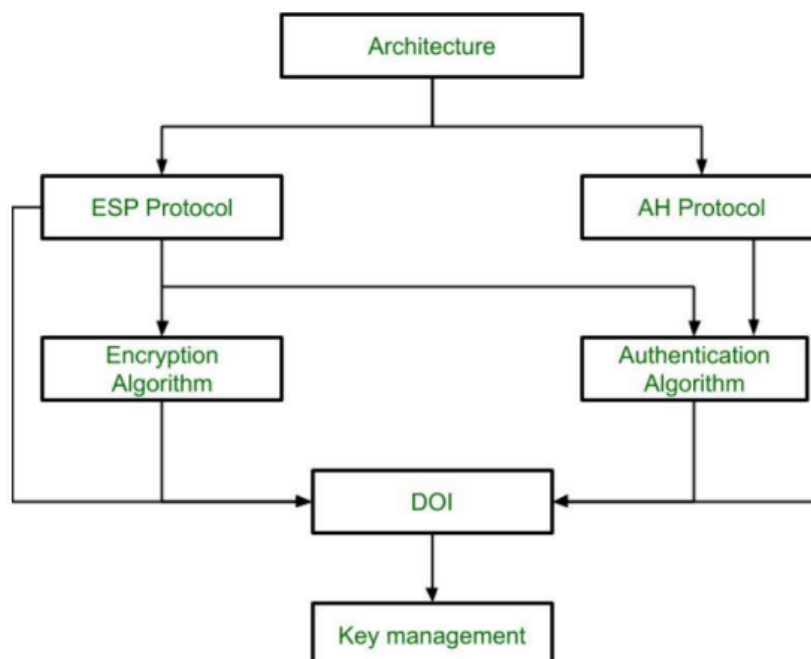 Architecture
ESP Protocol
AH Protocol
Encryption
Algorithm
Authentication
Algorithm
DOI
Key management